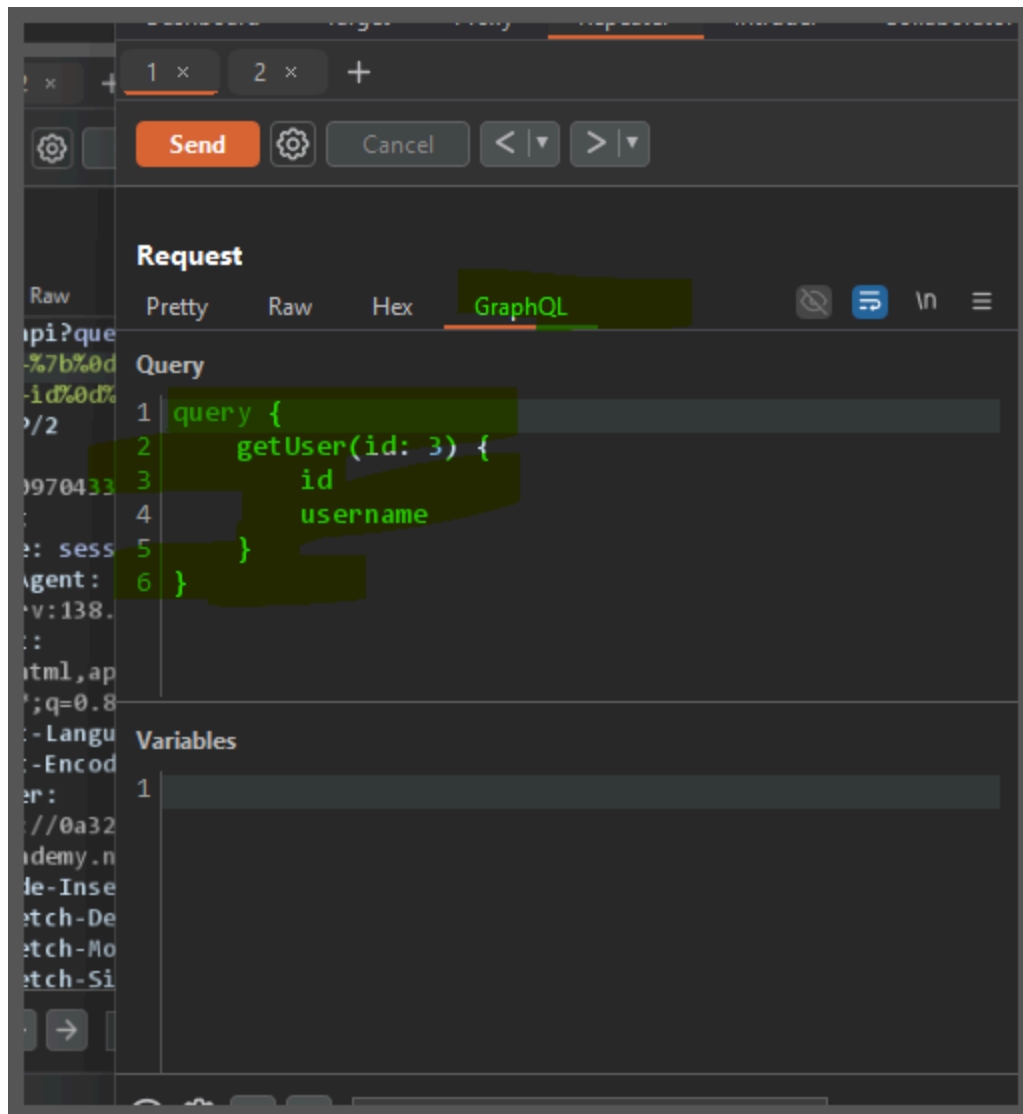 1 × 2 × +
Send Cancel < >
Request
Pretty Raw Hex GraphQL \n
Query
1 query {
2 getUser(id: 3) {
3 id
4 username
5 }
6 }
Variables
1
Raw
api?que
-%7b%0d
-id%0d%
P/2
0970433
e: sess
Agent:
rv:138.
html,ap
;q=0.8
t-Langu
t-Encod
er:
://0a32
ademy.n
de-Inse
etch-De
etch-Mo
etch-Si